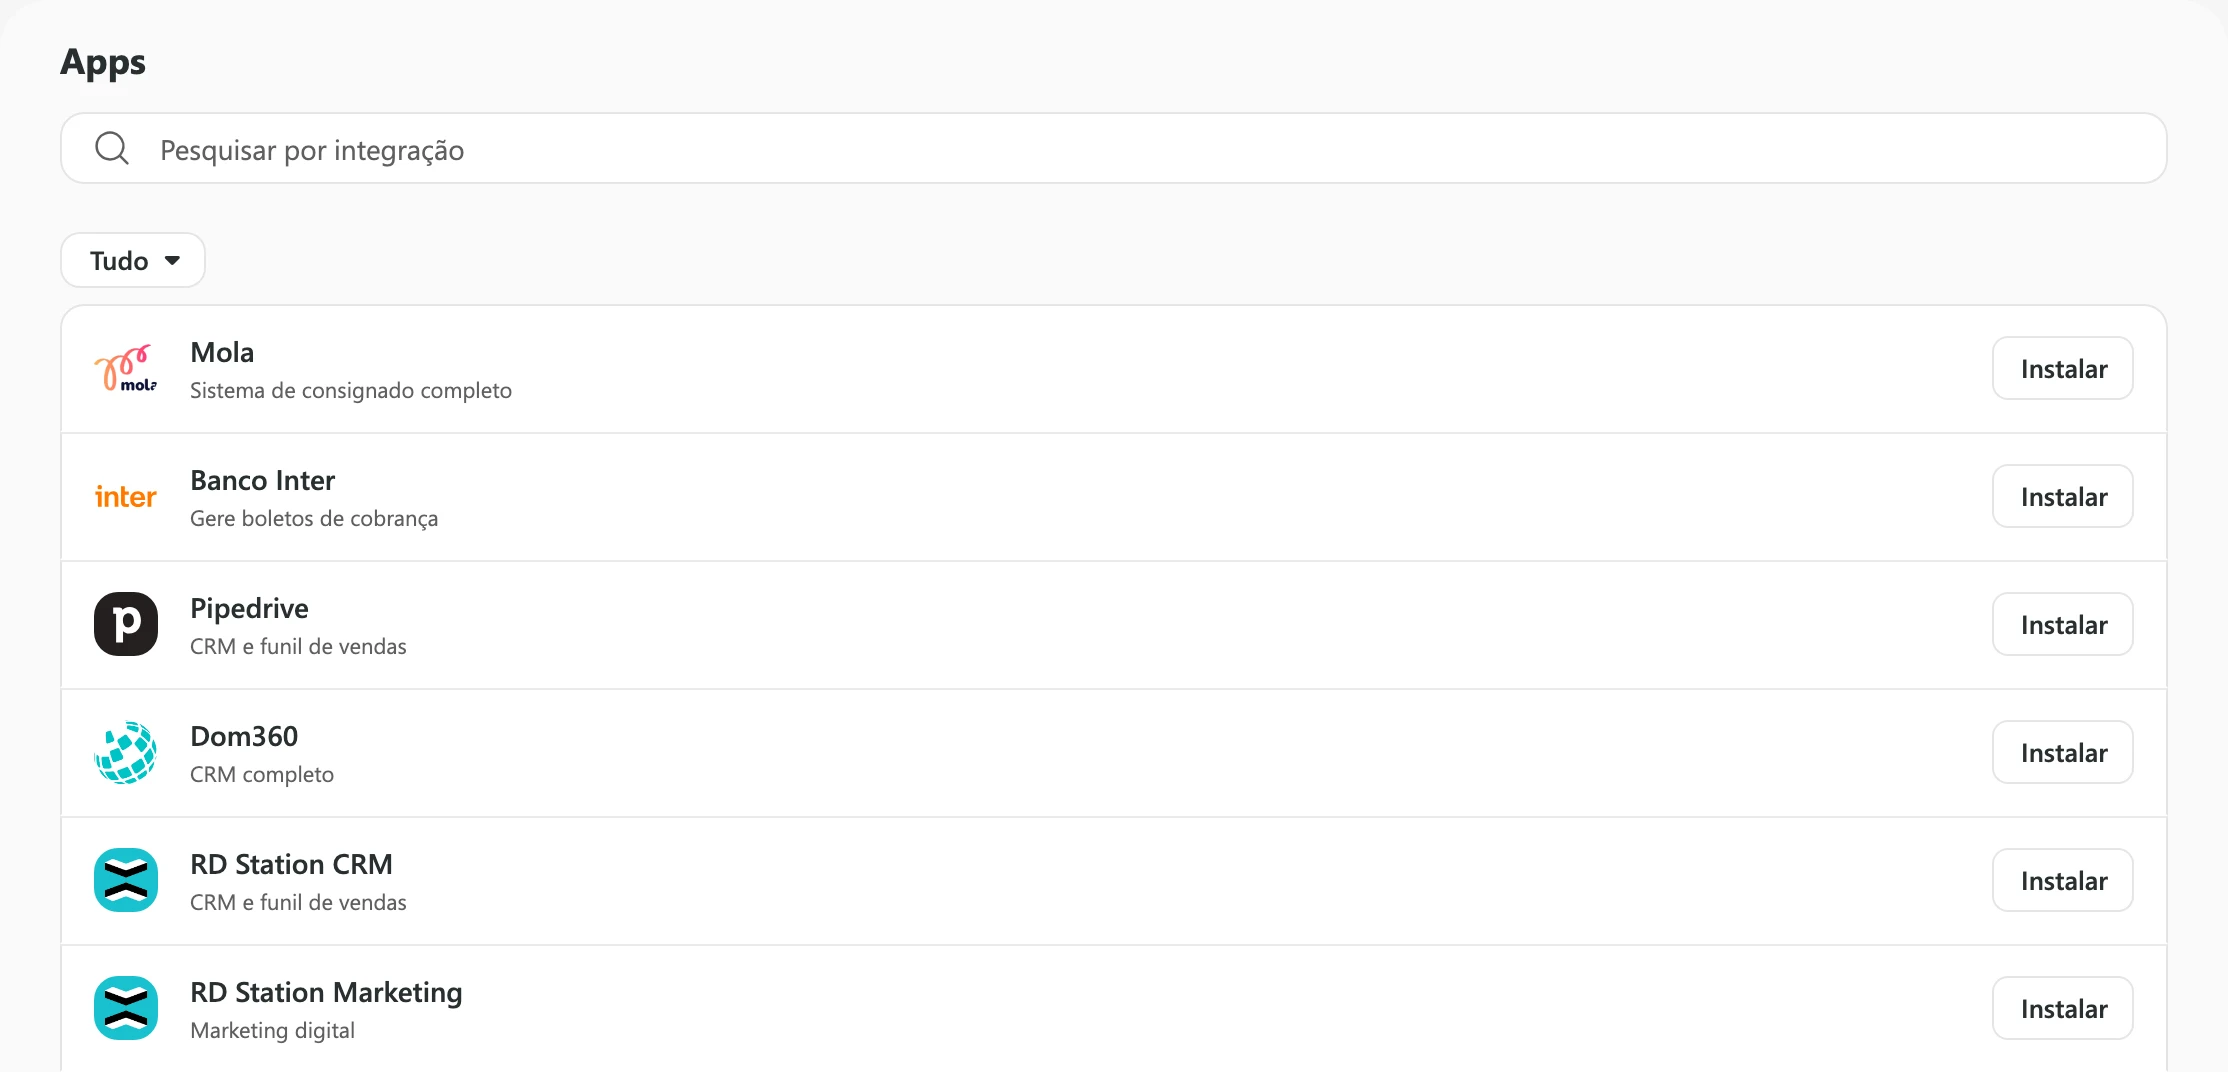 Apps
Pesquisar por integração
Tudo
mola
Mola
Sistema de consignado completo
Instalar
inter
Banco Inter
Gere boletos de cobrança
Instalar
p
Pipedrive
CRM e funil de vendas
Instalar
Dom360
CRM completo
Instalar
RD Station CRM
CRM e funil de vendas
Instalar
RD Station Marketing
Marketing digital
Instalar